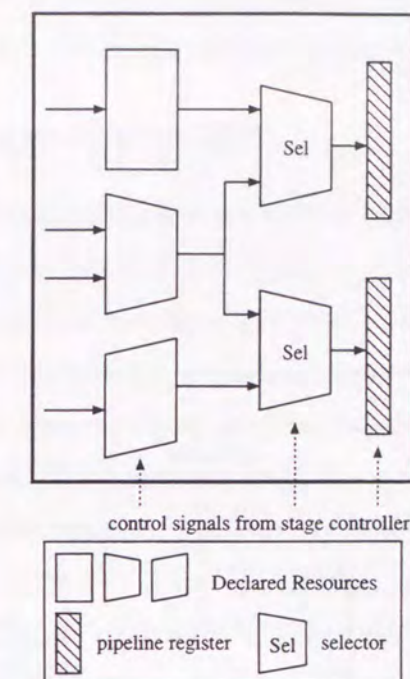 Sel
Sel
control signals from stage controller
Declared Resources
pipeline register
Sel
selector